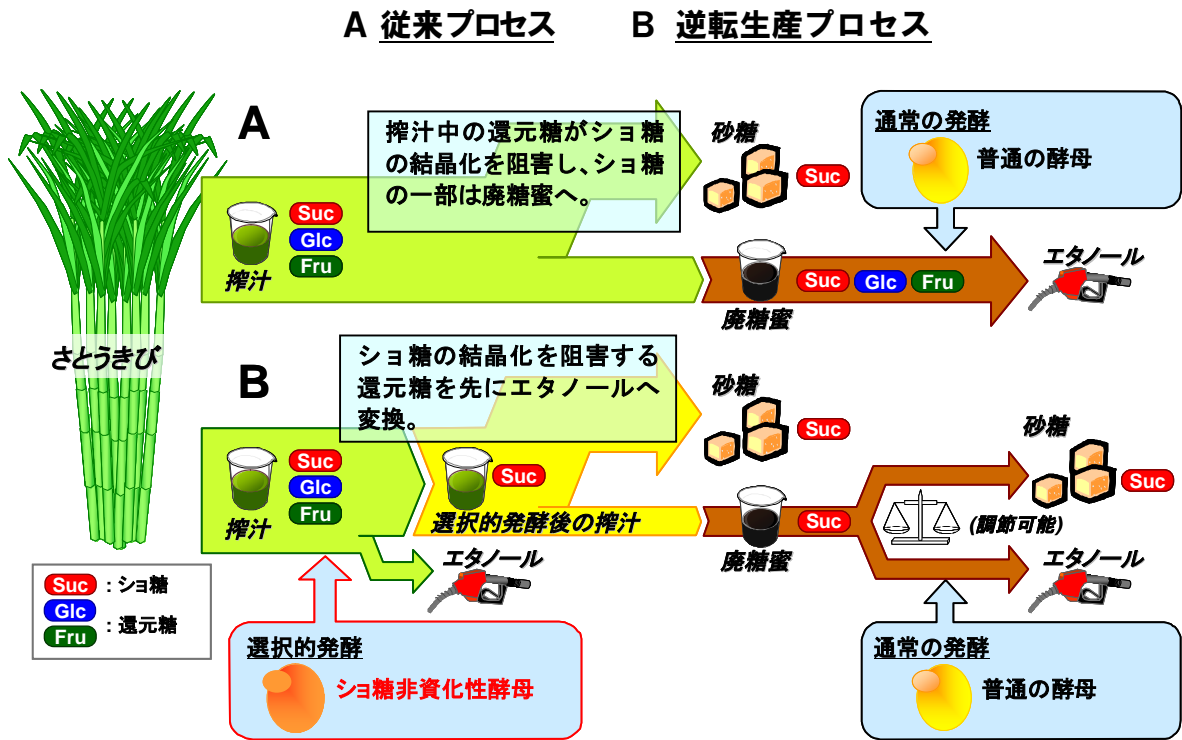 A 従来プロセス
B 逆転生産プロセス
A
搾汁中の還元糖がショ糖
の結晶化を阻害し、ショ糖
の一部は廃糖蜜へ。
砂糖
Suc
通常の発酵
普通の酵母
Suc
Glc
Fru
搾汁
Suc
Glc
Fru
廃糖蜜
エタノール
さとうきび
B
ショ糖の結晶化を阻害する
還元糖を先にエタノールへ
変換。
砂糖
Suc
Suc
Glc
Fru
搾汁
Suc
選択的発酵後の搾汁
エタノール
Suc
廃糖蜜
砂糖
Suc
(調節可能)
エタノール
Suc : ショ糖
Glc
Fru
: 還元糖
選択的発酵
ショ糖非資化性酵母
通常の発酵
普通の酵母